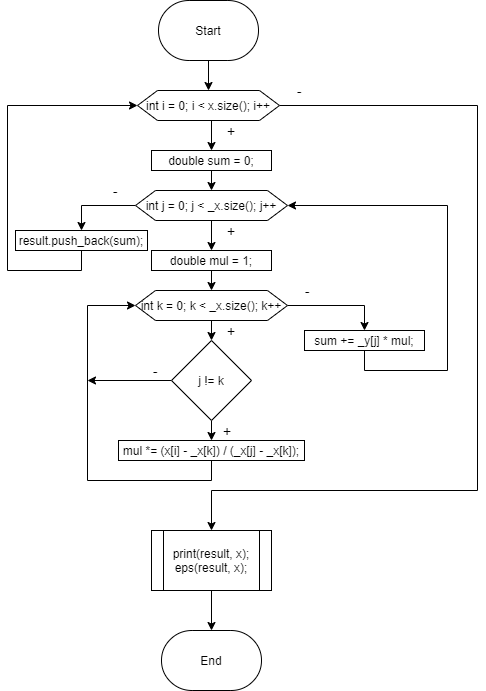 Start
int i = 0; i < x.size(); i++
-
+
double sum = 0;
int j = 0; j < _x.size(); j++
-
+
result.push_back(sum);
double mul = 1;
int k = 0; k < _x.size(); k++
-
+
sum += _y[j] * mul;
j != k
-
+
mul *= (x[i] - _x[k]) / (_x[j] - _x[k]);
print(result, x);
eps(result, x);
End